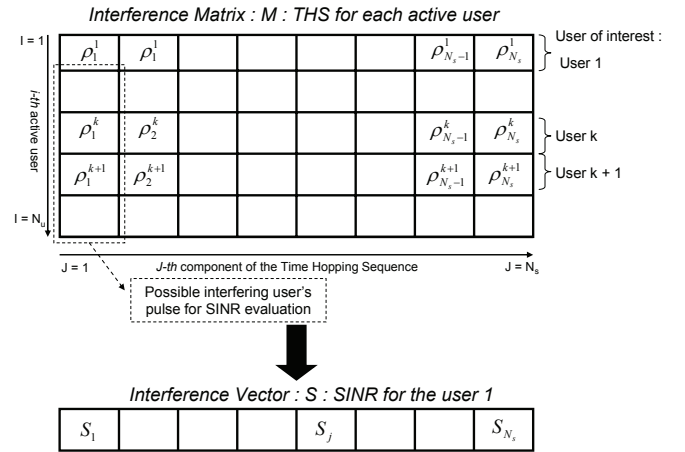 Interference Matrix : M : THS for each active user
I = 1
ρ_1^1 ρ_1^1 ρ_{N_s-1}^1 ρ_{N_s}^1
User of interest :
User 1
i-th active user
ρ_1^k ρ_2^k ρ_{N_s-1}^k ρ_{N_s}^k
User k
ρ_1^{k+1} ρ_2^{k+1} ρ_{N_s-1}^{k+1} ρ_{N_s}^{k+1}
User k + 1
I = N_u
J = 1 J-th component of the Time Hopping Sequence J = N_s
Possible interfering user's
pulse for SINR evaluation
Interference Vector : S : SINR for the user 1
S_1 S_j S_{N_s}